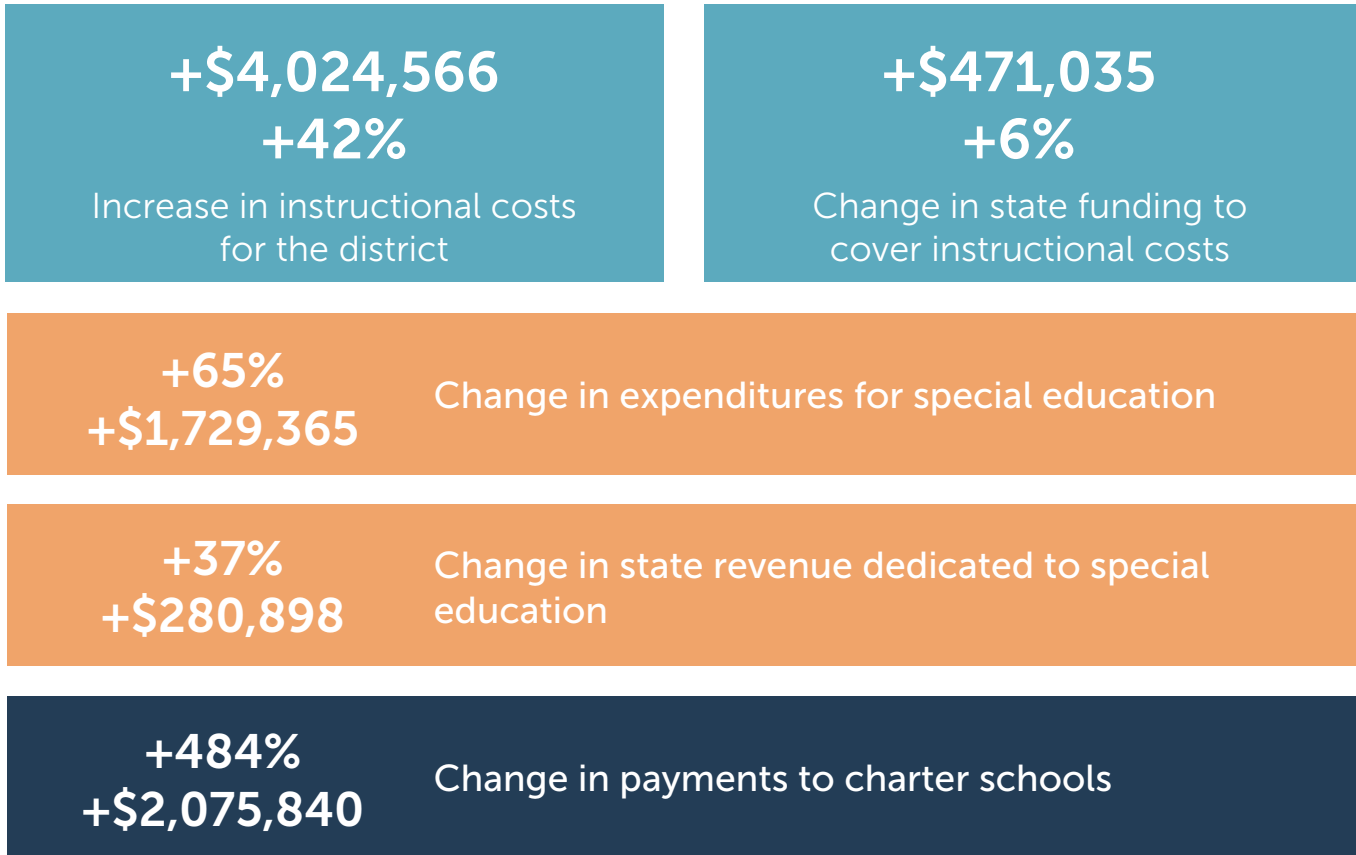 +$4,024,566
+42%
Increase in instructional costs
for the district
+$471,035
+6%
Change in state funding to
cover instructional costs
+65%
+$1,729,365
Change in expenditures for special education
+37%
+$280,898
Change in state revenue dedicated to special
education
+484%
+$2,075,840
Change in payments to charter schools